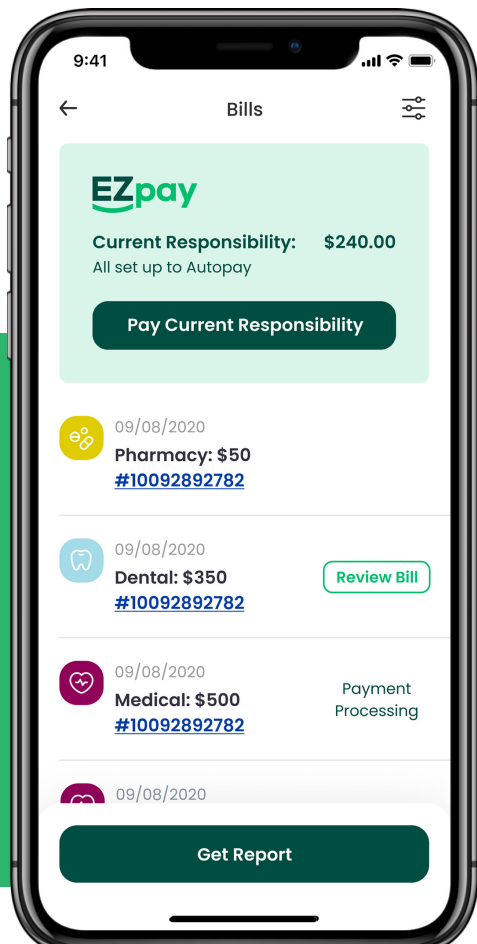 9:41
Bills
EZpay
Current Responsibility: $240.00
All set up to Autopay
Pay Current Responsibility
09/08/2020
Pharmacy: $50
#10092892782
09/08/2020
Dental: $350
#10092892782
Review Bill
09/08/2020
Medical: $500
#10092892782
Payment
Processing
09/08/2020
Get Report